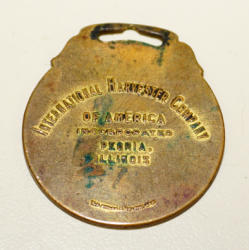 INTERNATIONAL HARVESTER COMPANY
OF AMERICA
INCORPORATED
PEORIA,
ILLINOIS